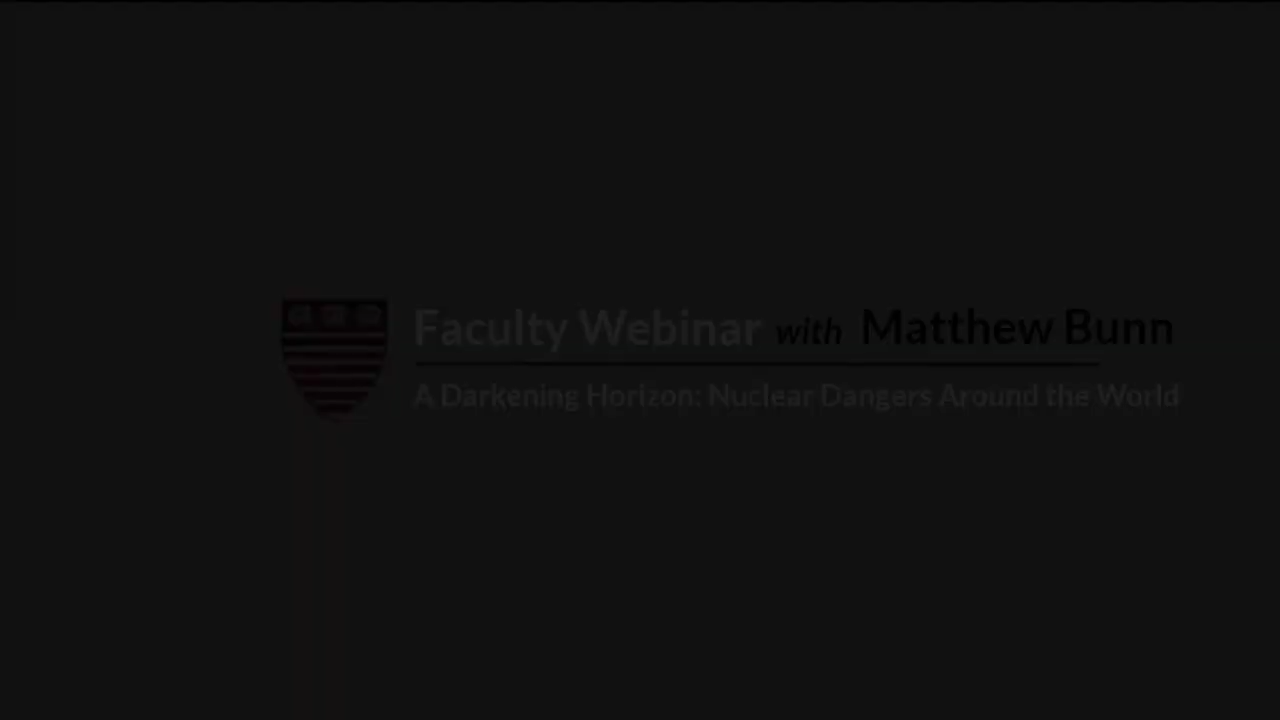 Faculty Webinar with Matthew Bunn
A Darkening Horizon: Nuclear Dangers Around the World